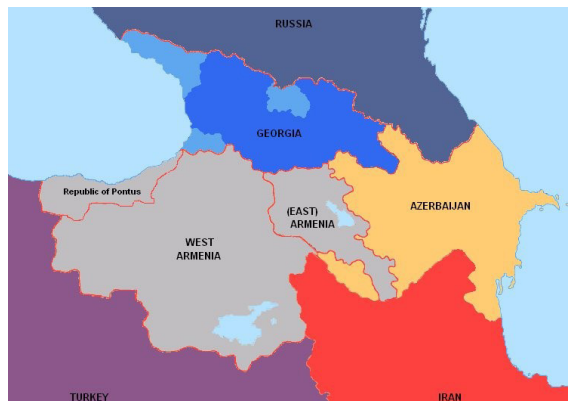 RUSSIA
GEORGIA
Republic of Pontus
(EAST)
ARMENIA
AZERBAIJAN
WEST
ARMENIA
TURKEY
IRAN